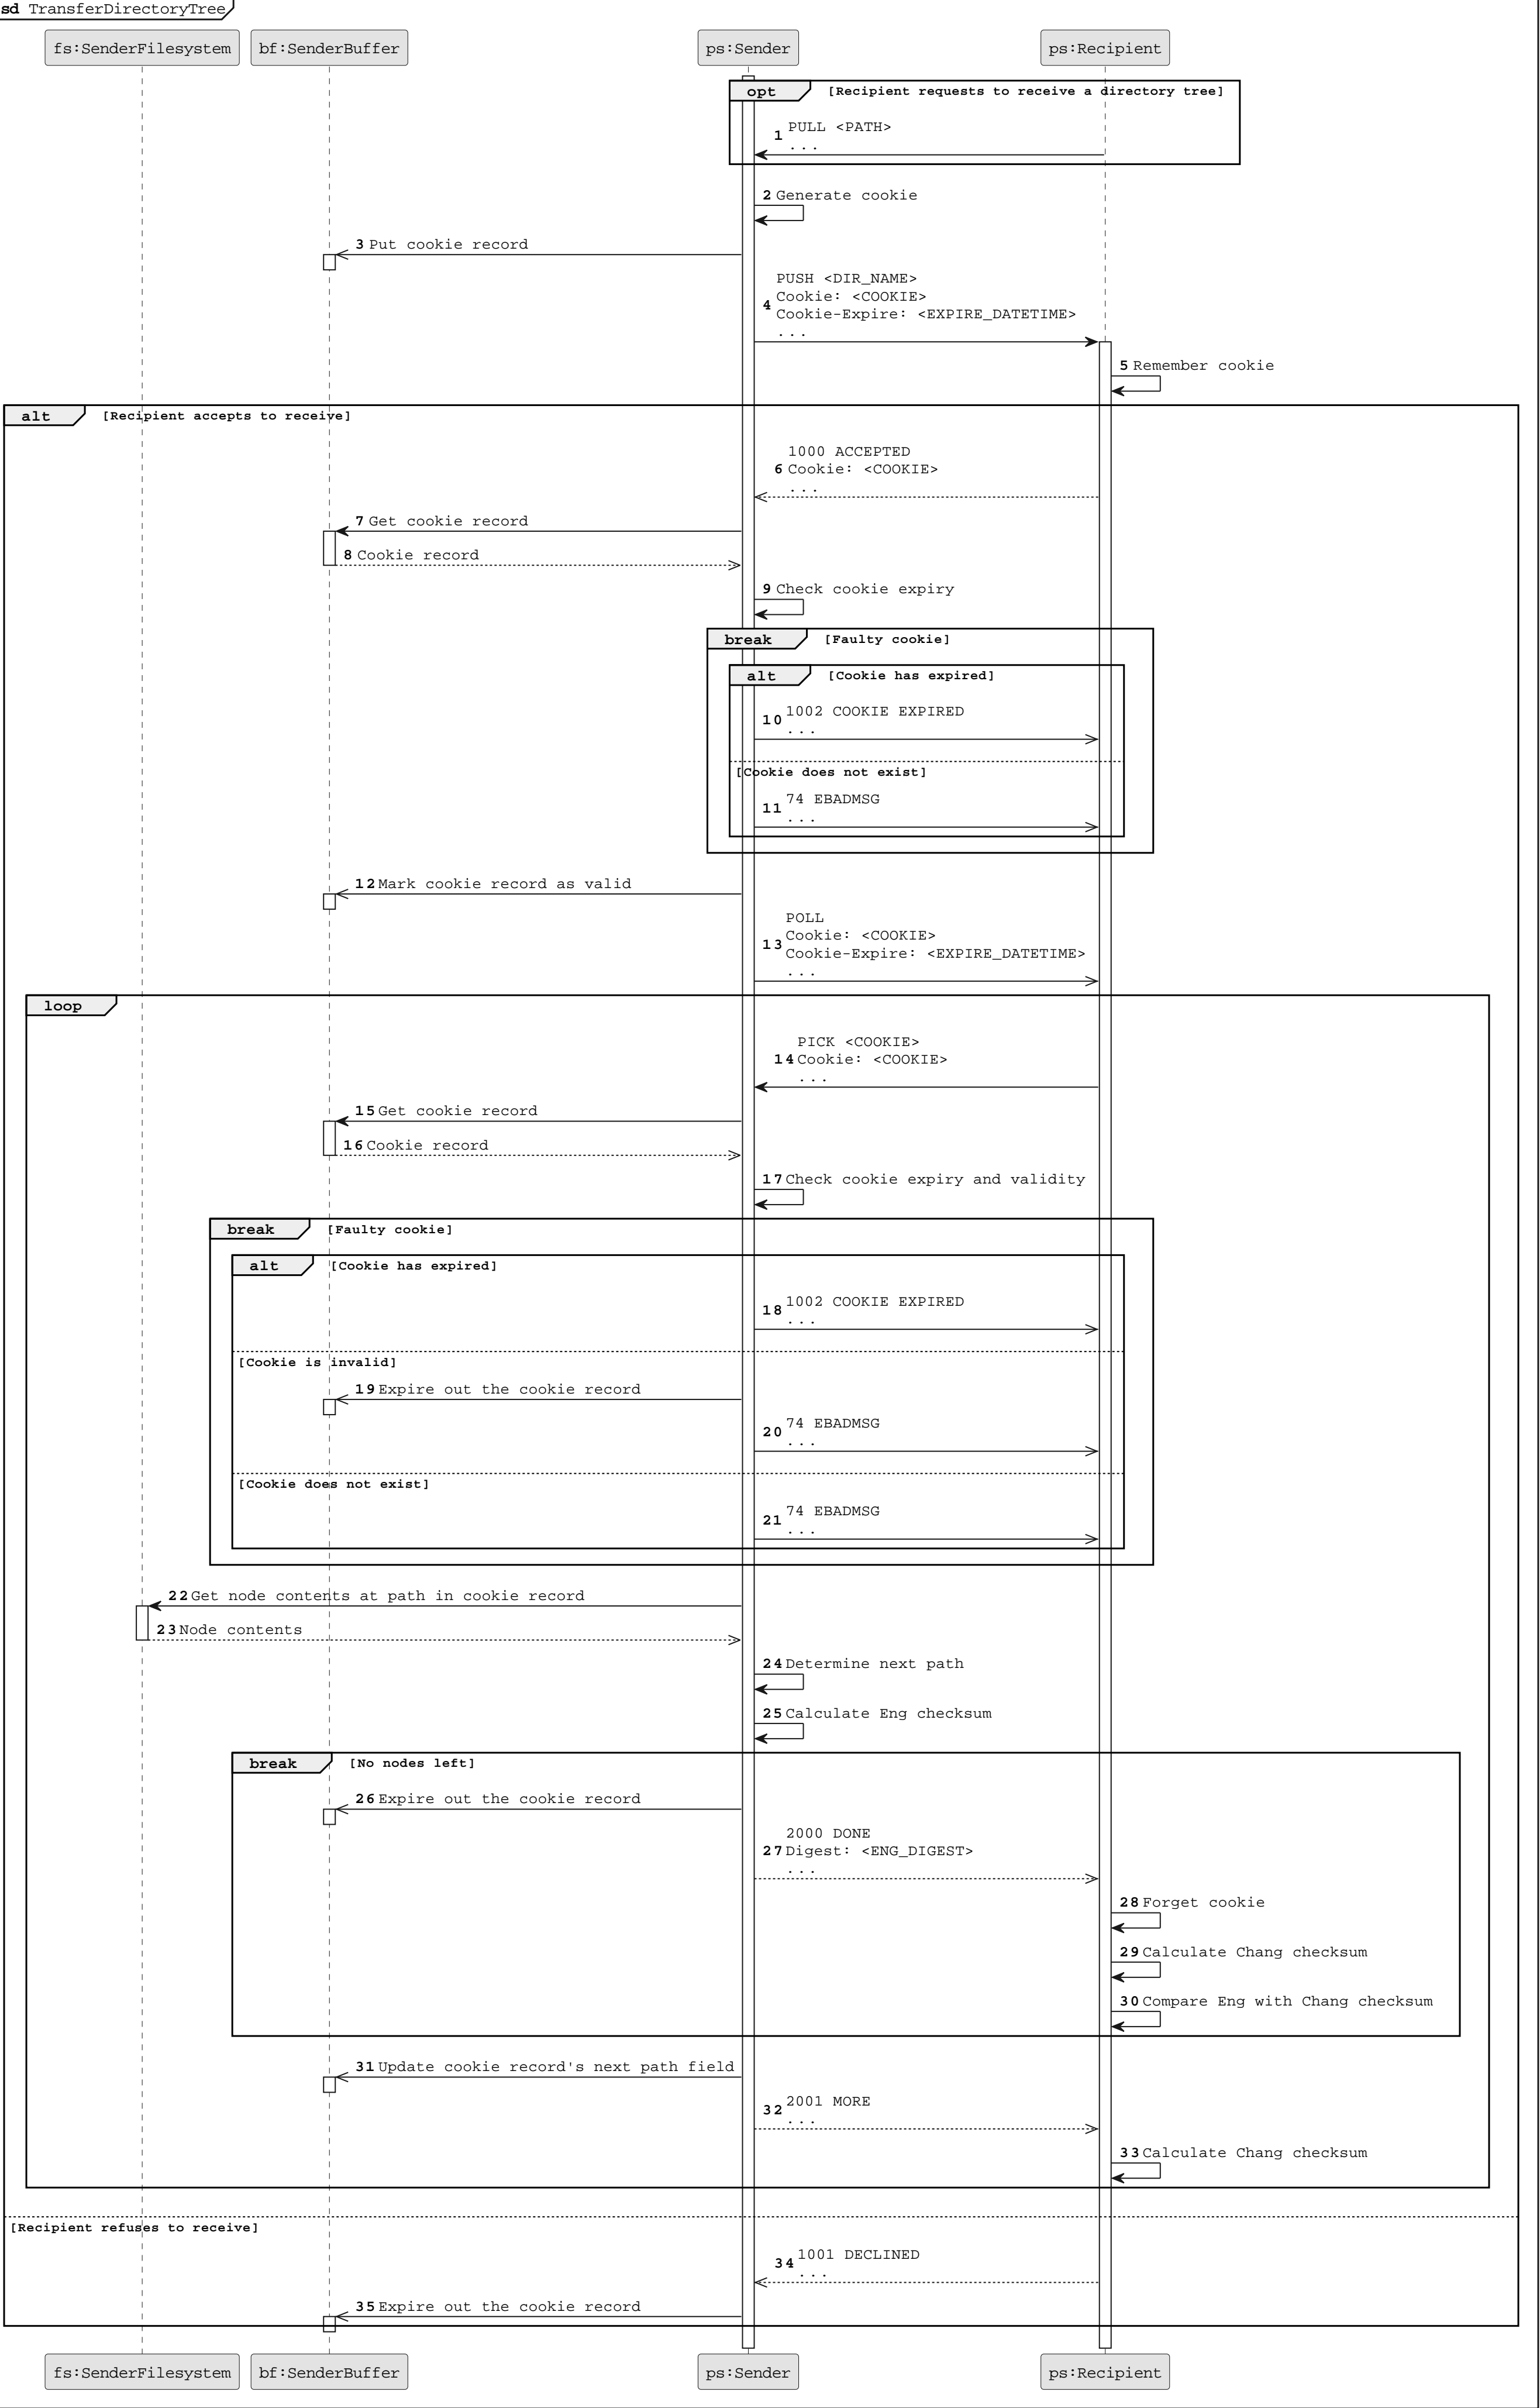 sd TransferDirectoryTree
fs:SenderFilesystem
bf:SenderBuffer
ps:Sender
ps:Recipient
opt [Recipient requests to receive a directory tree]
1 PULL <PATH>
...
2 Generate cookie
3 Put cookie record
4 PUSH <DIR_NAME>
Cookie: <COOKIE>
Cookie-Expire: <EXPIRE_DATETIME>
...
5 Remember cookie
alt [Recipient accepts to receive]
6 1000 ACCEPTED
Cookie: <COOKIE>
...
7 Get cookie record
8 Cookie record
9 Check cookie expiry
break [Faulty cookie]
alt [Cookie has expired]
10 1002 COOKIE EXPIRED
...
[Cookie does not exist]
11 74 EBADMSG
...
12 Mark cookie record as valid
13 POLL
Cookie: <COOKIE>
Cookie-Expire: <EXPIRE_DATETIME>
...
loop
14 PICK <COOKIE>
Cookie: <COOKIE>
...
15 Get cookie record
16 Cookie record
17 Check cookie expiry and validity
break [Faulty cookie]
alt [Cookie has expired]
18 1002 COOKIE EXPIRED
...
[Cookie is invalid]
19 Expire out the cookie record
20 74 EBADMSG
...
[Cookie does not exist]
21 74 EBADMSG
...
22 Get node contents at path in cookie record
23 Node contents
24 Determine next path
25 Calculate Eng checksum
break [No nodes left]
26 Expire out the cookie record
27 2000 DONE
Digest: <ENG_DIGEST>
...
28 Forget cookie
29 Calculate Chang checksum
30 Compare Eng with Chang checksum
31 Update cookie record's next path field
32 2001 MORE
...
33 Calculate Chang checksum
[Recipient refuses to receive]
34 1001 DECLINED
...
35 Expire out the cookie record
fs:SenderFilesystem
bf:SenderBuffer
ps:Sender
ps:Recipient